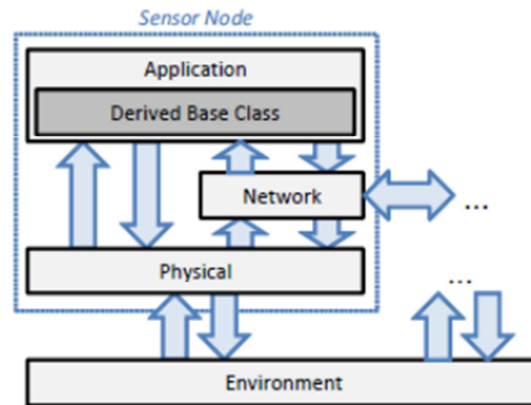 Sensor Node
Application
Derived Base Class
Network
...
Physical
...
Environment